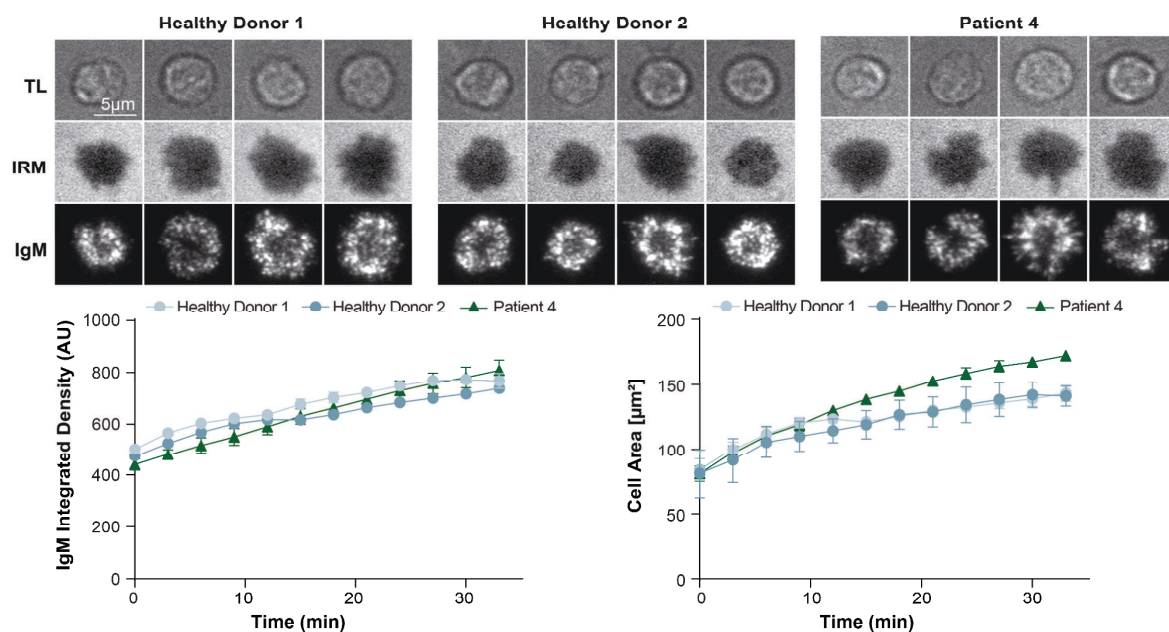 Healthy Donor 1
Healthy Donor 2
Patient 4
TL
5µm
IRM
IgM
Healthy Donor 1
Healthy Donor 2
Patient 4
1000
800
600
400
200
0
IgM Integrated Density (AU)
0
10
20
30
Time (min)
Healthy Donor 1
Healthy Donor 2
Patient 4
200
150
100
50
0
Cell Area [µm²]
0
10
20
30
Time (min)